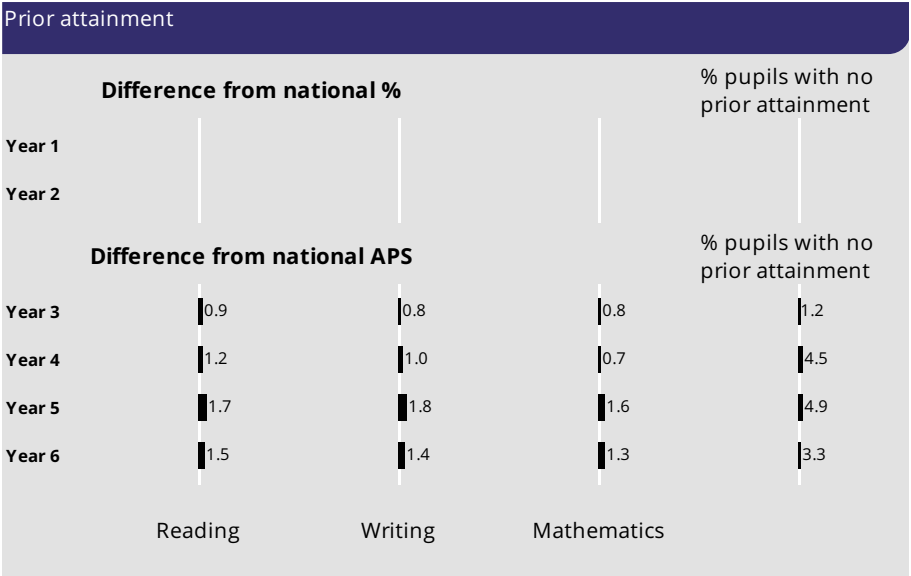 Prior attainment
Difference from national %
% pupils with no
prior attainment
Year 1
Year 2
Difference from national APS
% pupils with no
prior attainment
Year 3 0.9 0.8 0.8 1.2
Year 4 1.2 1.0 0.7 4.5
Year 5 1.7 1.8 1.6 4.9
Year 6 1.5 1.4 1.3 3.3
Reading Writing Mathematics